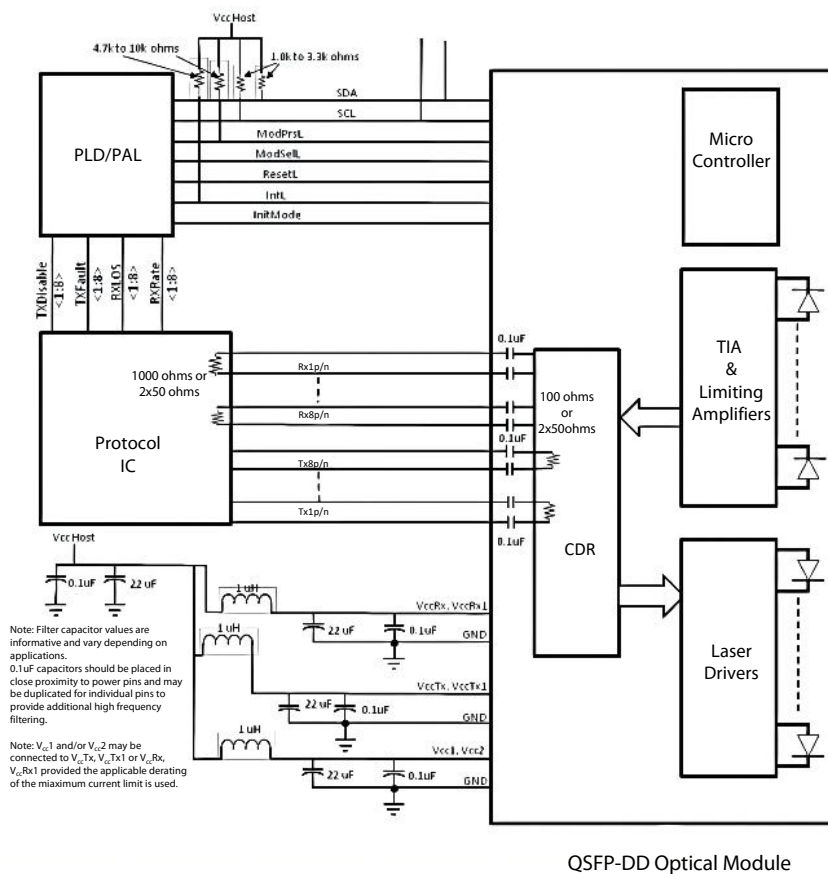 Vcc Host
4.7k to 10k ohms
1.0k to 3.3k ohms
SDA
SCL
ModPrsL
ModSelL
ResetL
IntL
InitMode
PLD/PAL
Micro
Controller
TXDisable
<1:8>
TXFault
<1:8>
RXLOS
<1:8>
RXRate
<1:8>
0.1uF
Rx1p/n
1000 ohms or
2x50 ohms
Rx8p/n
100 ohms
or
2x50ohms
TIA
&
Limiting
Amplifiers
Protocol
IC
0.1uF
Tx8p/n
Tx1p/n
0.1uF
CDR
Vcc Host
0.1uF
22 uF
1 uH
VccRx, VccRx1
22 uF
0.1uF
GND
1 uH
VccTx, VccTx1
22 uF
0.1uF
GND
1 uH
Vcc1, Vcc2
22 uF
0.1uF
GND
Laser
Drivers
Note: Filter capacitor values are
informative and vary depending on
applications.
0.1uF capacitors should be placed in
close proximity to power pins and may
be duplicated for individual pins to
provide additional high frequency
filtering.
Note: Vcc1 and/or Vcc2 may be
connected to VccTx, VccTx1 or VccRx,
VccRx1 provided the applicable derating
of the miaximum current limit is used.
QSFP-DD Optical Module